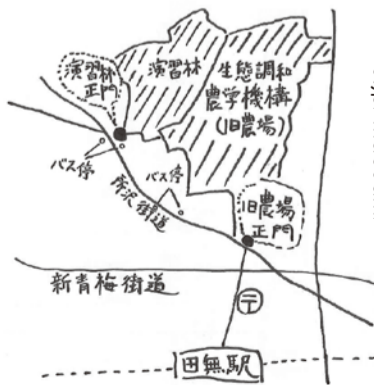 演習林
正門
演習林
生態調和
農学機構
(旧農場)
バス停
バス停
所沢街道
旧農場
正門
新青梅街道
〒
田無駅